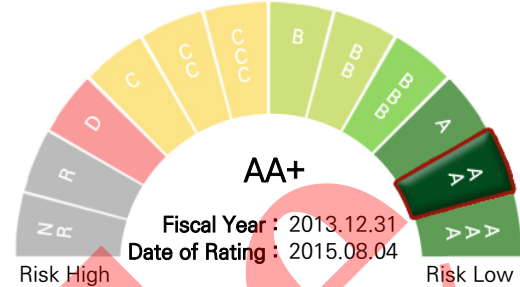 NR
R
D
C
CC
CCC
B
BB
BBB
A
AA
AAA
AA+
Fiscal Year : 2013.12.31
Date of Rating : 2015.08.04
Risk High
Risk Low